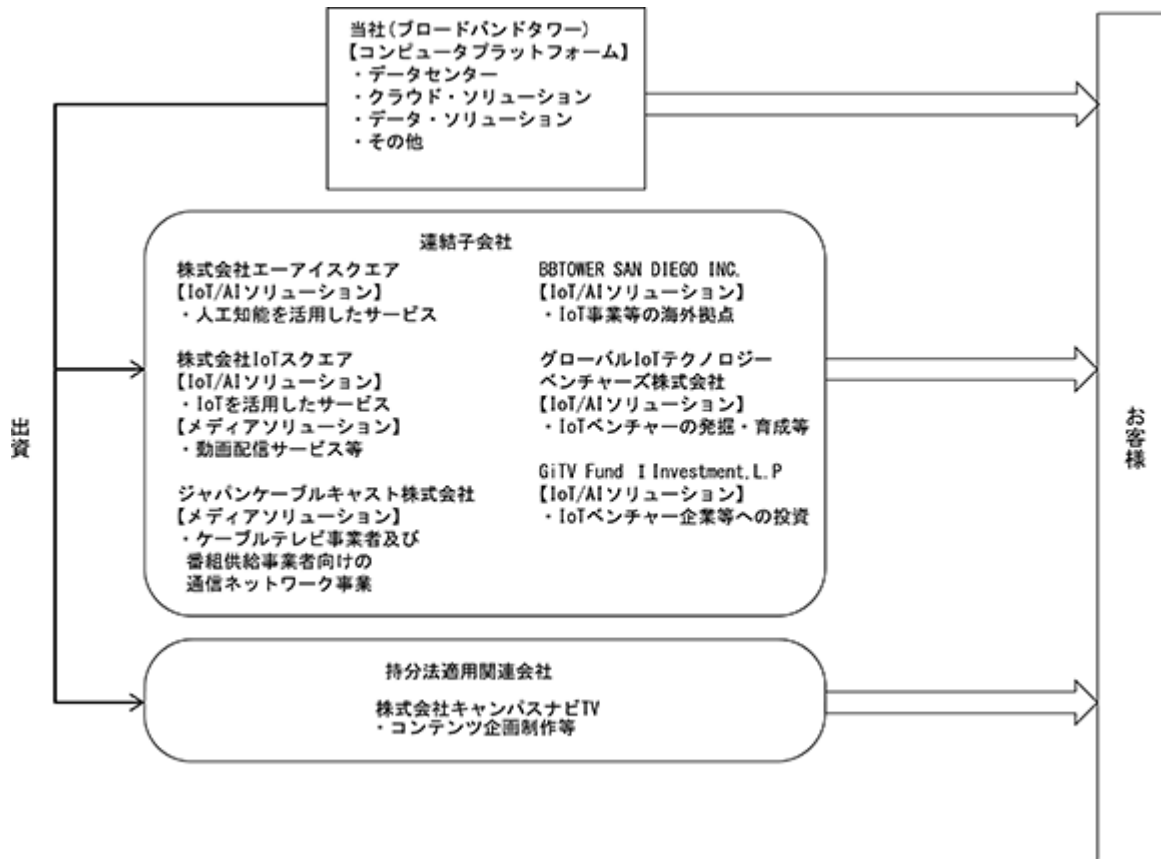 当社(ブロードバンドタワー)
【コンピュータプラットフォーム】
・データセンター
・クラウド・ソリューション
・データ・ソリューション
・その他
連結子会社
株式会社エーアイスクエア
【IoT/AIソリューション】
・人工知能を活用したサービス
株式会社IoTスクエア
【IoT/AIソリューション】
・IoTを活用したサービス
【メディアソリューション】
・動画配信サービス等
ジャパンケーブルキャスト株式会社
【メディアソリューション】
・ケーブルテレビ事業者及び
番組供給事業者向けの
通信ネットワーク事業
BBTOWER SAN DIEGO INC.
【IoT/AIソリューション】
・IoT事業等の海外拠点
グローバルIoTテクノロジー
ベンチャーズ株式会社
【IoT/AIソリューション】
・IoTベンチャーの発掘・育成等
GiTV Fund I Investment,L.P
【IoT/AIソリューション】
・IoTベンチャー企業等への投資
持分法適用関連会社
株式会社キャンパスナビTV
・コンテンツ企画制作等
出資
お客様